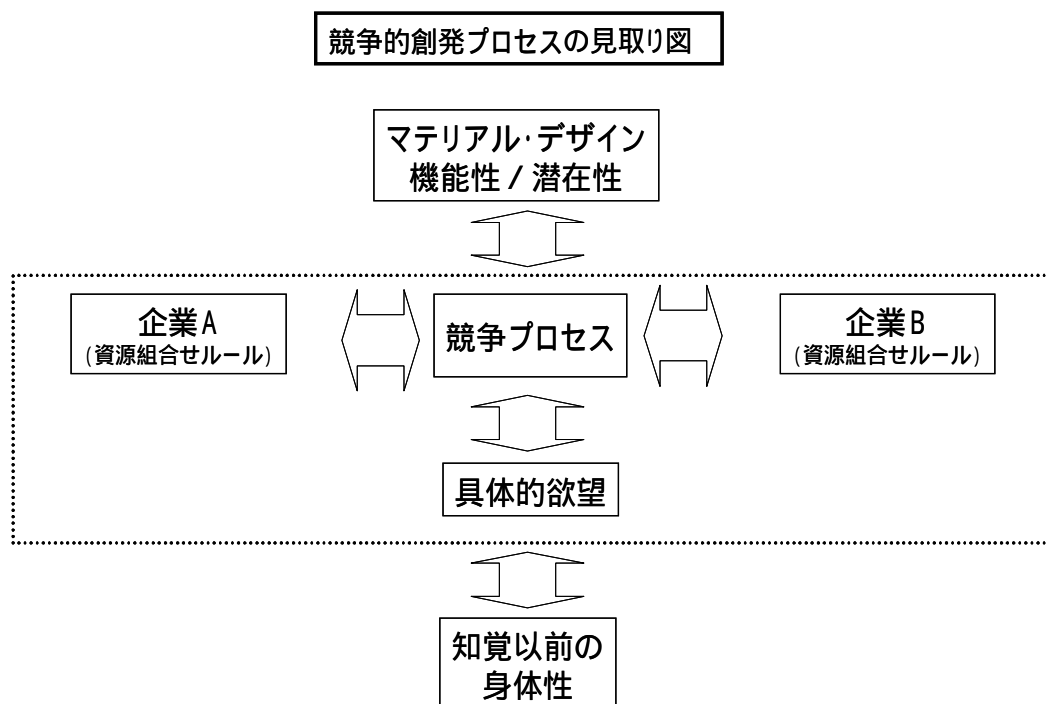 競争的創発プロセスの見取り図
マテリアル・デザイン
機能性 / 潜在性
企業A
(資源組合せルール)
競争プロセス
企業B
(資源組合せルール)
具体的欲望
知覚以前の
身体性